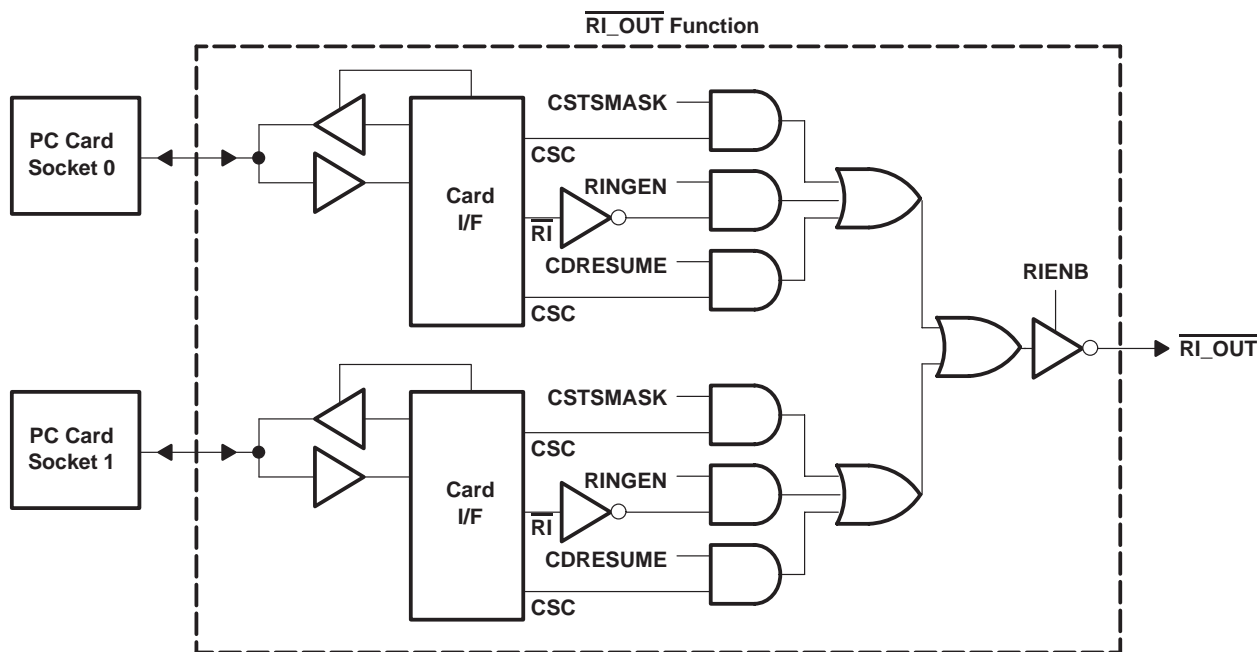 RI_OUT Function
PC Card
Socket 0
CSTSMASK
CSC
RINGEN
Card
I/F
RI
CDRESUME
CSC
RIENB
RI_OUT
PC Card
Socket 1
CSTSMASK
CSC
RINGEN
Card
I/F
RI
CDRESUME
CSC